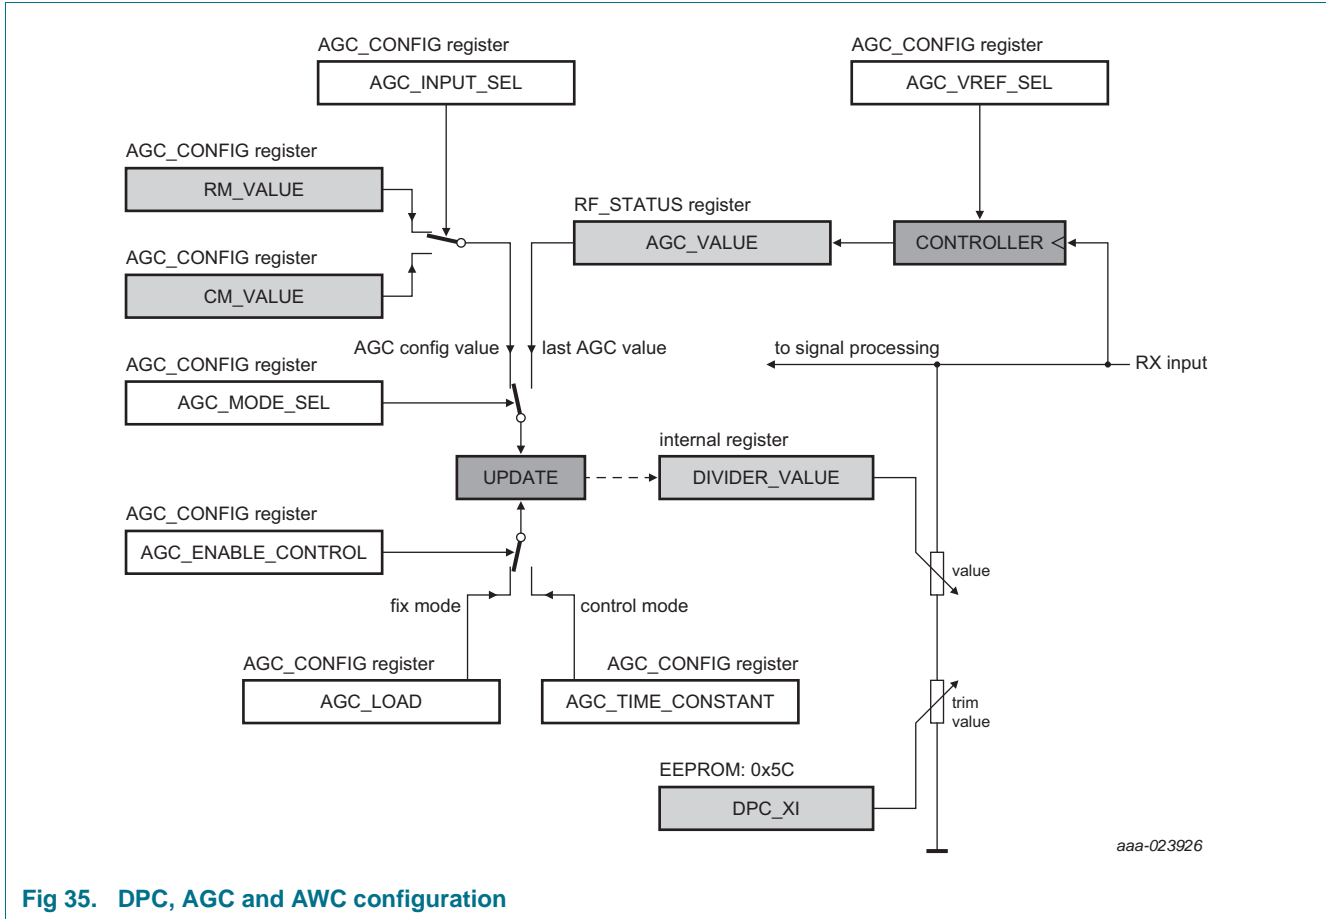 AGC_CONFIG register
AGC_CONFIG register
AGC_INPUT_SEL
AGC_VREF_SEL
AGC_CONFIG register
RM_VALUE
RF_STATUS register
AGC_VALUE
CONTROLLER
AGC_CONFIG register
CM_VALUE
AGC config value
last AGC value
to signal processing
RX input
AGC_CONFIG register
AGC_MODE_SEL
internal register
UPDATE
DIVIDER_VALUE
AGC_CONFIG register
AGC_ENABLE_CONTROL
value
fix mode
control mode
AGC_CONFIG register
AGC_CONFIG register
AGC_LOAD
AGC_TIME_CONSTANT
trim
value
EEPROM: 0x5C
DPC_XI
aaa-023926
Fig 35. DPC, AGC and AWC configuration